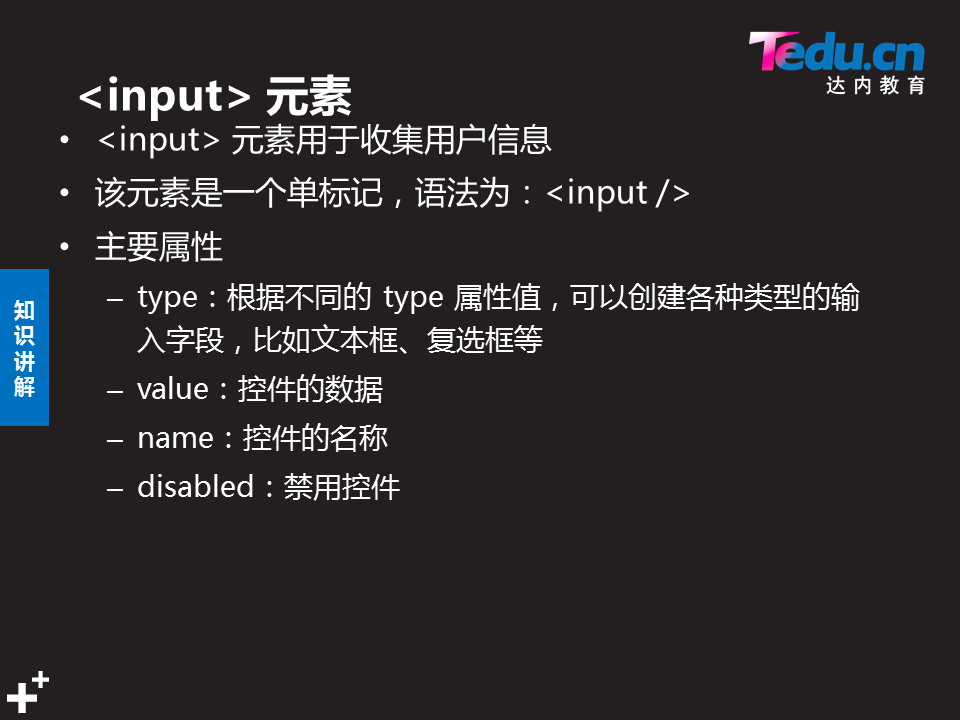 Tedu.cn
达内教育
<input> 元素
• <input> 元素用于收集用户信息
• 该元素是一个单标记，语法为：<input />
• 主要属性
– type：根据不同的 type 属性值，可以创建各种类型的输
入字段，比如文本框、复选框等
– value：控件的数据
– name：控件的名称
– disabled：禁用控件
知
识
讲
解